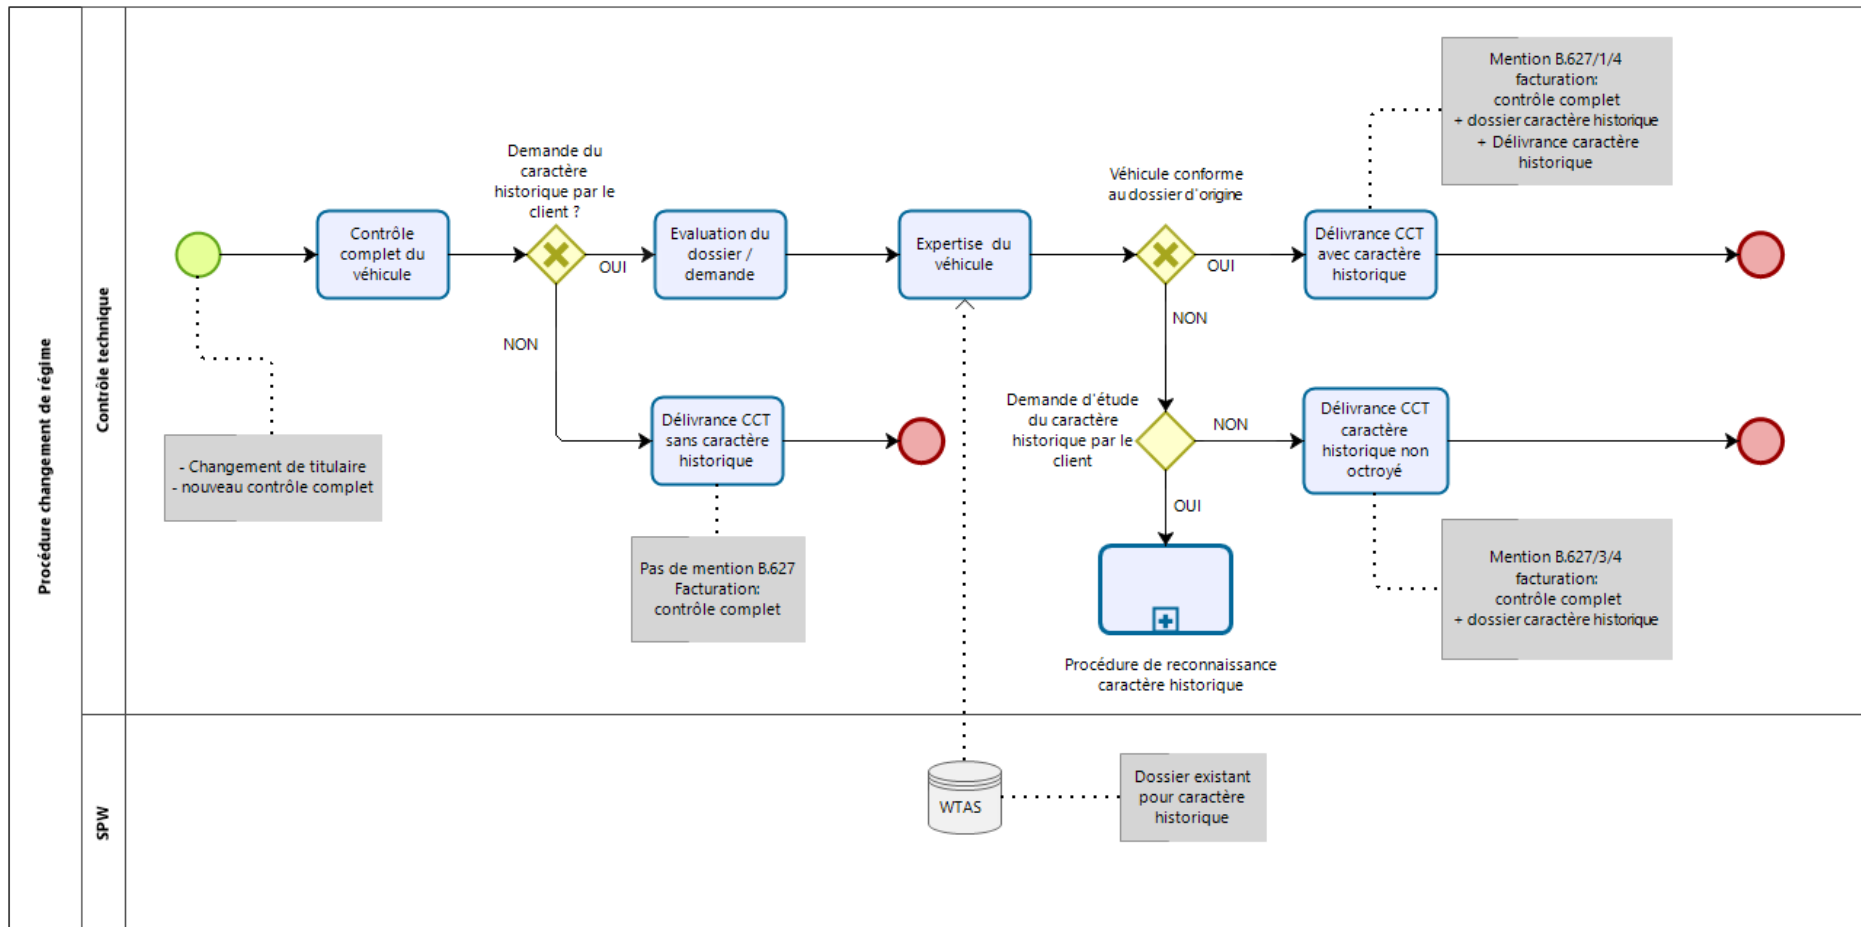 Procédure changement de régime
Contrôle technique
Demande du
caractère
historique par le
client ?
Contrôle
complet du
véhicule
OUI
Evaluation du
dossier /
demande
Expertise du
véhicule
Véhicule conforme
au dossier d'origine
OUI
Délivrance CCT
avec caractère
historique
Mention B.627/1/4
facturation:
contrôle complet
+ dossier caractère historique
+ Délivrance caractère
historique
NON
NON
- Changement de titulaire
- nouveau contrôle complet
Délivrance CCT
sans caractère
historique
Pas de mention B.627
Facturation:
contrôle complet
Demande d'étude
du caractère
historique par le
client
NON
Délivrance CCT
caractère
historique non
octroyé
OUI
Mention B.627/3/4
facturation:
contrôle complet
+ dossier caractère historique
Procédure de reconnaissance
caractère historique
SPW
WTAS
Dossier existant
pour caractère
historique